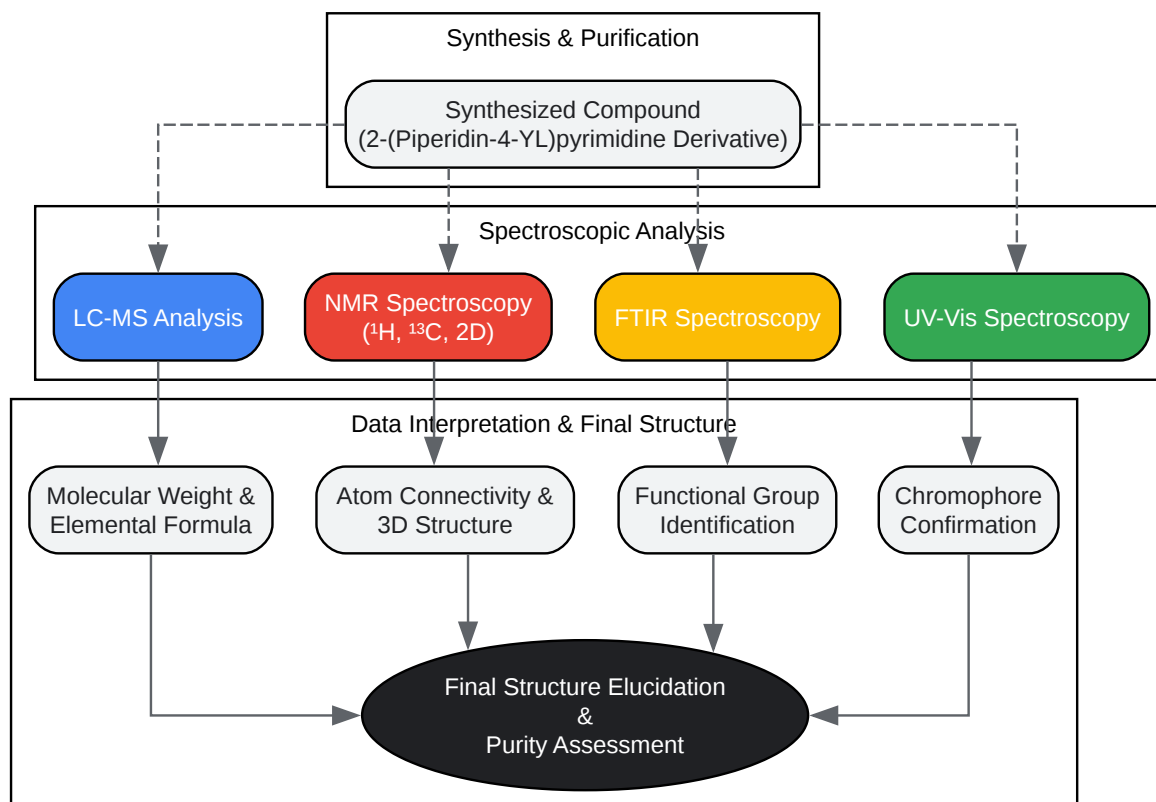 Synthesis & Purification
Synthesized Compound
(2-(Piperidin-4-YL)pyrimidine Derivative)
Spectroscopic Analysis
LC-MS Analysis
NMR Spectroscopy
(¹H, ¹³C, 2D)
FTIR Spectroscopy
UV-Vis Spectroscopy
Data Interpretation & Final Structure
Molecular Weight &
Elemental Formula
Atom Connectivity &
3D Structure
Functional Group
Identification
Chromophore
Confirmation
Final Structure Elucidation
&
Purity Assessment